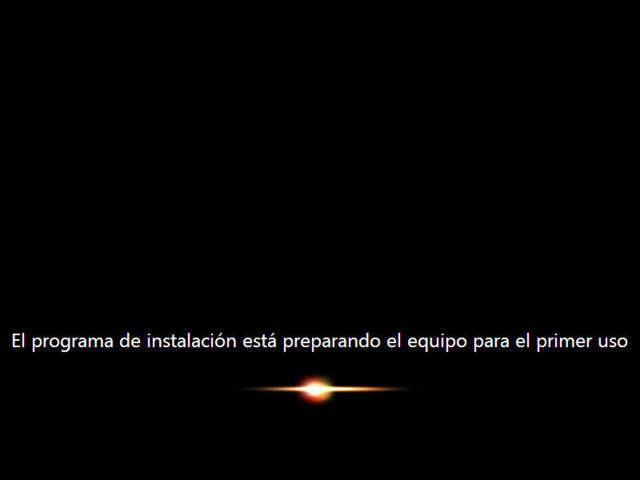 El programa de instalación está preparando el equipo para el primer uso